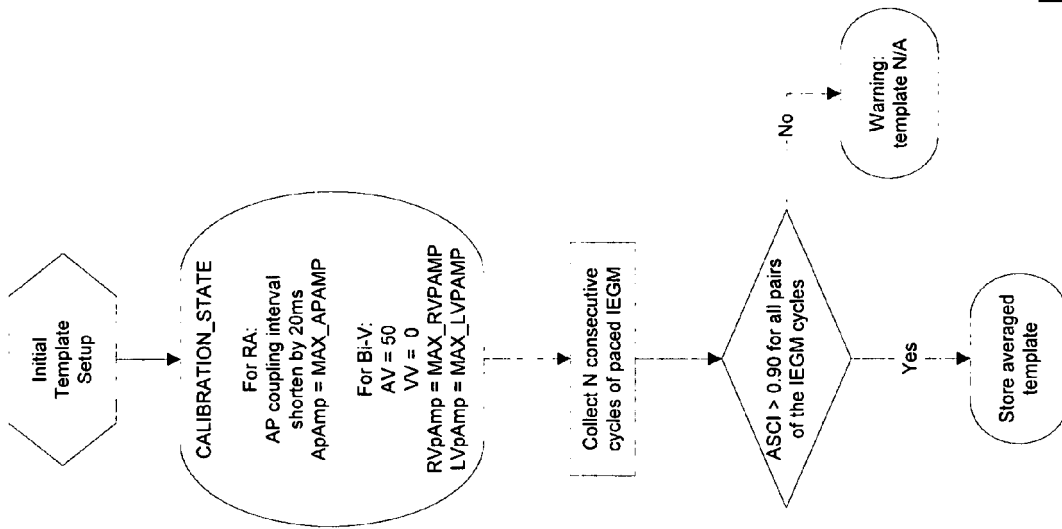 Initial
Template
Setup
CALIBRATION_STATE
For RA:
AP coupling interval
shorten by 20ms
ApAmp = MAX_APAMP
For Bi-V:
AV = 50
VV = 0
RVpAmp = MAX_RVPAMP
LVpAmp = MAX_LVPAMP
Collect N consecutive
cycles of paced IEGM
ASCI > 0.90 for all pairs
of the IEGM cycles
No
Warning:
template N/A
Yes
Store averaged
template